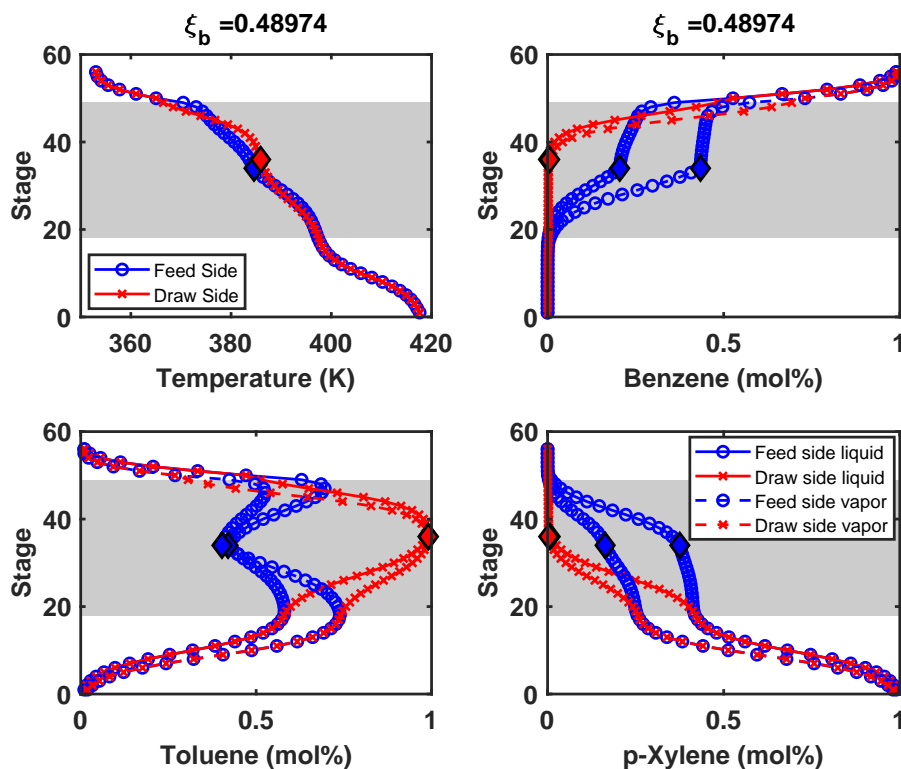 ξb =0.48974
60
40
20
0
Stage
360
380
400
420
Temperature (K)
Feed Side
Draw Side
ξb =0.48974
60
40
20
0
Stage
0
0.5
1
Benzene (mol%)
60
40
20
0
Stage
0
0.5
1
Toluene (mol%)
60
40
20
0
Stage
0
0.5
1
p-Xylene (mol%)
Feed side liquid
Draw side liquid
Feed side vapor
Draw side vapor